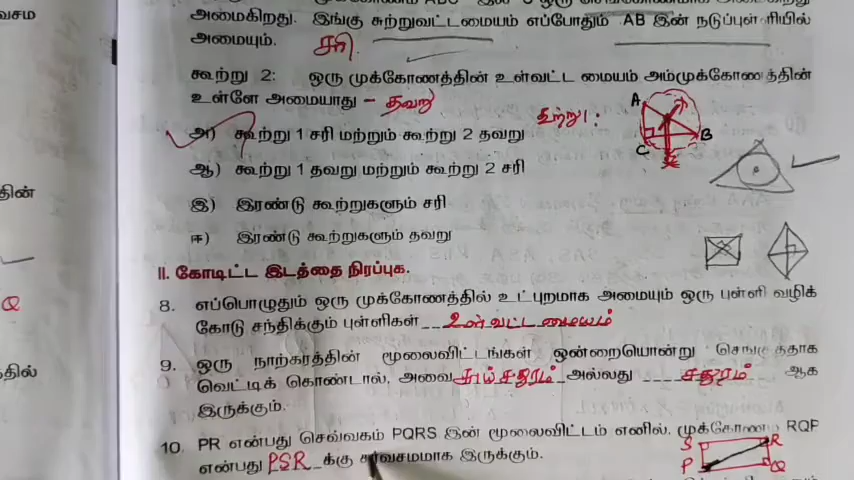 வசம
அமைகிறது. இங்கு சுற்றுவட்டமையம் எப்போதும் AB இன் நடுப்புள்ளியில்
அமையும். சரி.
கூற்று 2: ஒரு முக்கோணத்தின் உள்வட்ட மையம் அம்முக்கோணத்தின்
உள்ளே அமையாது – தவறு
கூற்று 1:
A
B
C
அ) கூற்று 1 சரி மற்றும் கூற்று 2 தவறு
ஆ) கூற்று 1 தவறு மற்றும் கூற்று 2 சரி
தின்
இ) இரண்டு கூற்றுகளும் சரி
ஈ) இரண்டு கூற்றுகளும் தவறு
II. கோடிட்ட இடத்தை நிரப்புக.
Q
8. எப்பொழுதும் ஒரு முக்கோணத்தில் உட்புறமாக அமையும் ஒரு புள்ளி வழிக்
கோடு சந்திக்கும் புள்ளிகள் உள்வட்ட மையம்
தில்
9. ஒரு நாற்கரத்தின் மூலைவிட்டங்கள் ஒன்றையொன்று செங்குத்தாக
வெட்டிக் கொண்டால், அவை சாய்சதுரம் அல்லது சதுரம் ஆக
இருக்கும்.
10. PR என்பது செவ்வகம் PQRS இன் மூலைவிட்டம் எனில், முக்கோணம் RQP
என்பது PSR க்கு சர்வசமமாக இருக்கும்.
S R
P Q